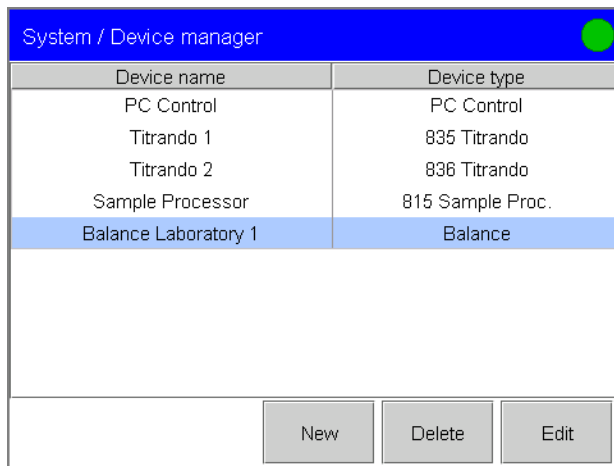 System / Device manager
Device name Device type
PC Control PC Control
Titrando 1 835 Titrando
Titrando 2 836 Titrando
Sample Processor 815 Sample Proc.
Balance Laboratory 1 Balance
New Delete Edit